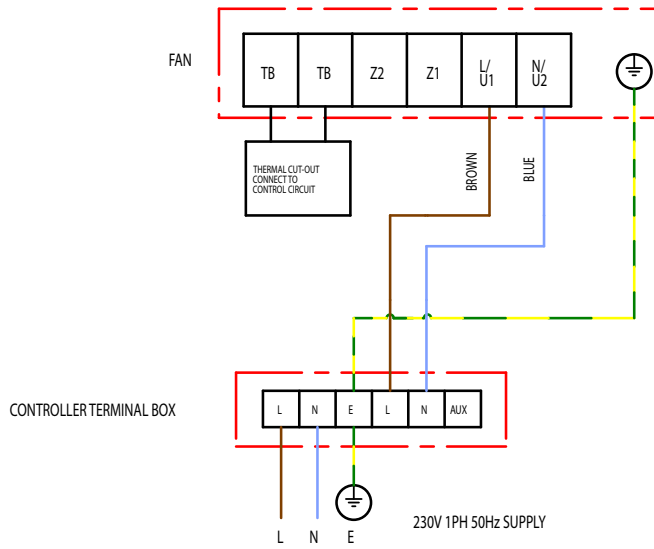 FAN
TB TB Z2 Z1 L/ N/
U1 U2
THERMAL CUT-OUT
CONNECT TO
CONTROL CIRCUIT
BROWN
BLUE
CONTROLLER TERMINAL BOX
L N E L N AUX
L N E
230V 1PH 50Hz SUPPLY